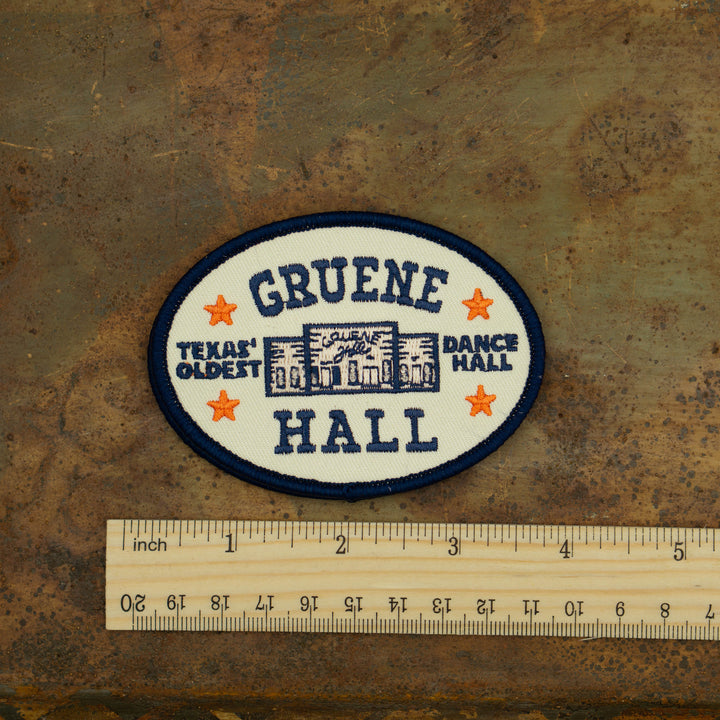 GRUENE
TEXAS' OLDEST
GRUENE
Hall
DANCE HALL
HALL
inch 1 2 3 4 5
20 19 18 17 16 15 14 13 12 11 10 9 8 7